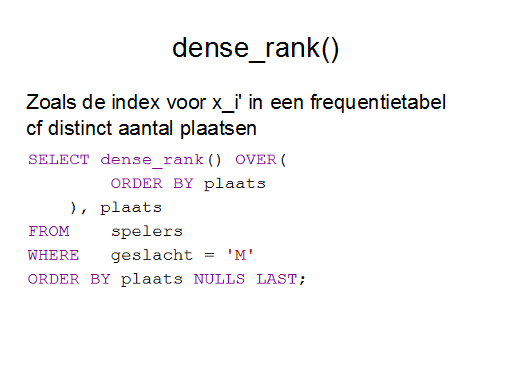 dense_rank()
Zoals de index voor x_i' in een frequentietabel
cf distinct aantal plaatsen
SELECT dense_rank() OVER(
ORDER BY plaats
), plaats
FROM spelers
WHERE geslacht = 'M'
ORDER BY plaats NULLS LAST;